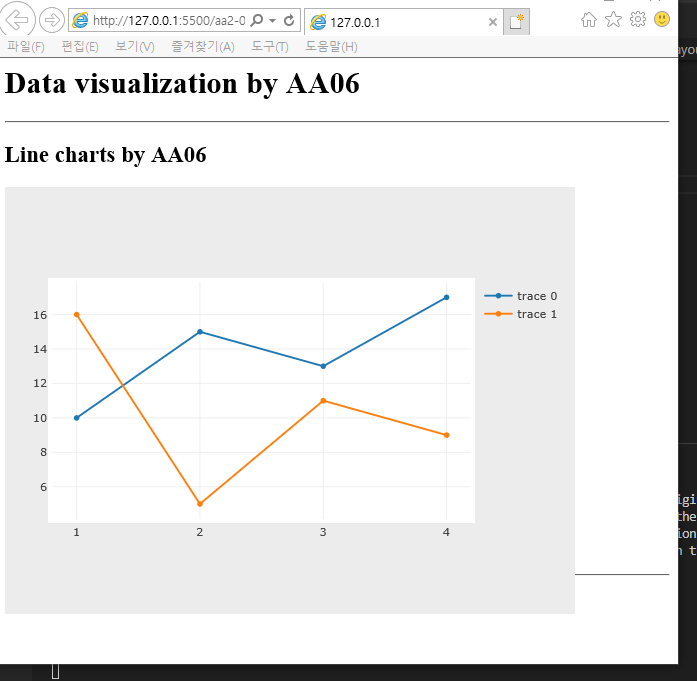 http://127.0.0.1:5500/aa2-0
127.0.0.1
파일(F) 편집(E) 보기(V) 즐겨찾기(A) 도구(T) 도움말(H)
Data visualization by AA06
Line charts by AA06
trace 0
trace 1
16
14
12
10
8
6
1 2 3 4